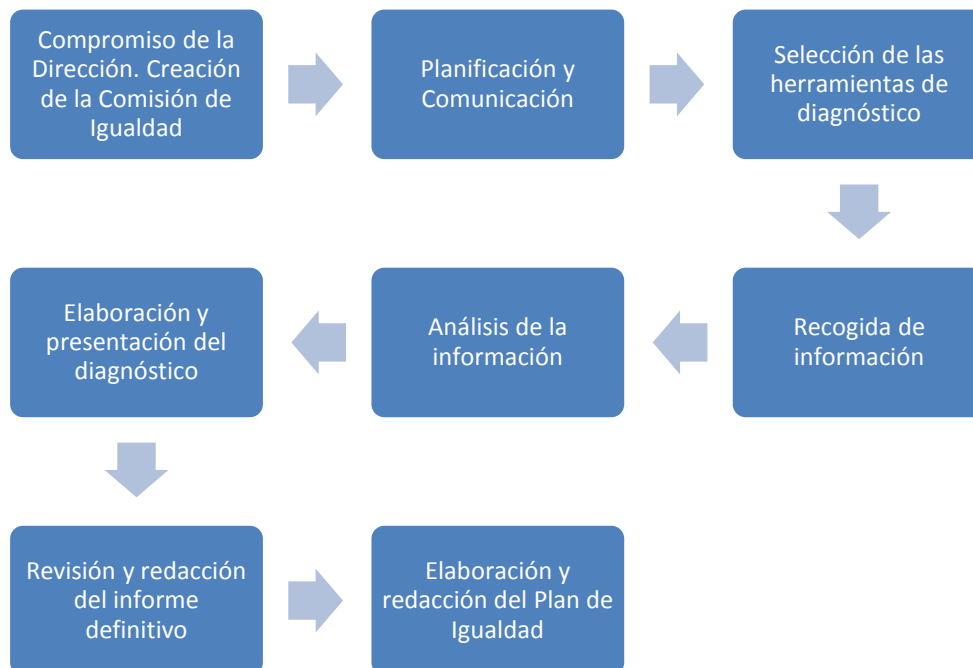 Compromiso de la
Dirección. Creación
de la Comisión de
Igualdad
Planificación y
Comunicación
Selección de las
herramientas de
diagnóstico
Recogida de
información
Análisis de la
información
Elaboración y
presentación del
diagnóstico
Revisión y redacción
del informe
definitivo
Elaboración y
redacción del Plan de
Igualdad